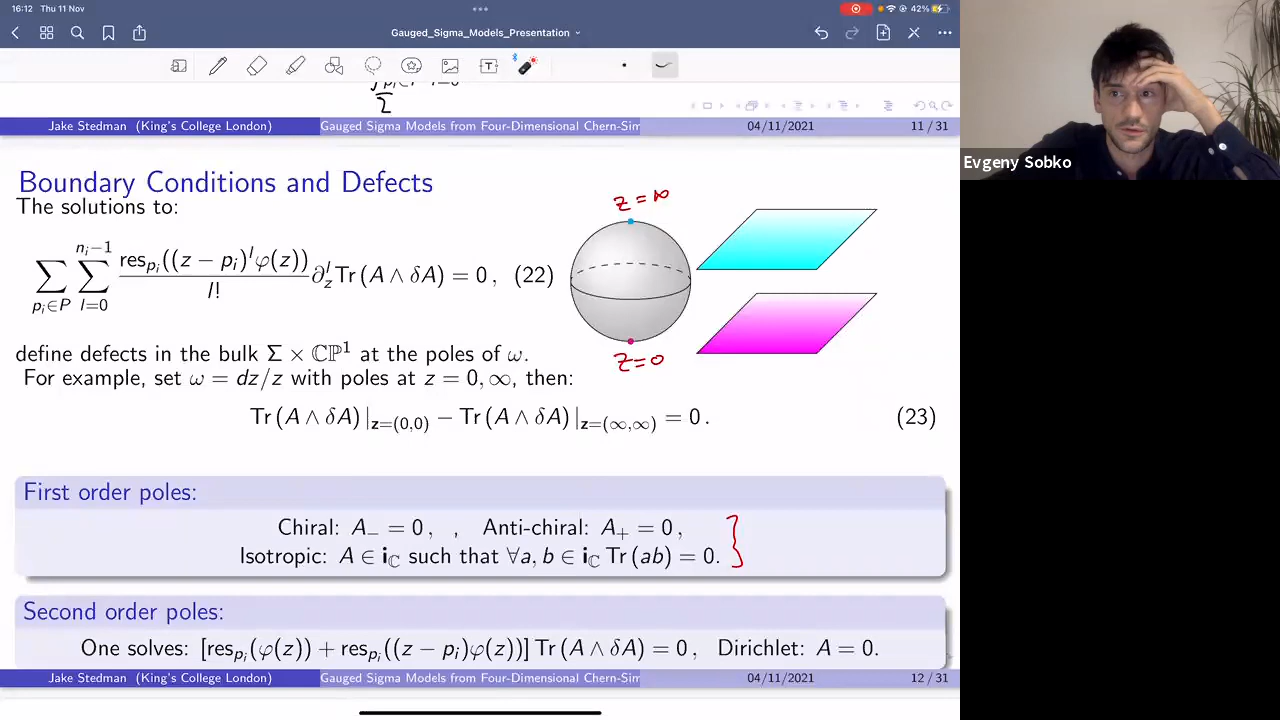 16:12 Thu 11 Nov
42%
Gauged_Sigma_Models_Presentation
Jake Stedman (King's College London) Gauged Sigma Models from Four-Dimensional Chern-Sim 04/11/2021 11 / 31
Evgeny Sobko
Boundary Conditions and Defects
z = ∞
The solutions to:
∑_{p_i∈P} ∑_{l=0}^{n_i−1} res_{p_i}((z − p_i)^l φ(z)) / l! ∂_z^l Tr (A ∧ δA) = 0 , (22)
define defects in the bulk Σ × ℂℙ¹ at the poles of ω.
z = 0
For example, set ω = dz/z with poles at z = 0, ∞, then:
Tr (A ∧ δA) |_{z=(0,0)} − Tr (A ∧ δA) |_{z=(∞,∞)} = 0 . (23)
First order poles:
Chiral: A_− = 0 , , Anti-chiral: A_+ = 0 ,
Isotropic: A ∈ i_ℂ such that ∀a, b ∈ i_ℂ Tr (ab) = 0.
Second order poles:
One solves: [res_{p_i}(φ(z)) + res_{p_i}((z − p_i)φ(z))] Tr (A ∧ δA) = 0 , Dirichlet: A = 0.
Jake Stedman (King's College London) Gauged Sigma Models from Four-Dimensional Chern-Sim 04/11/2021 12 / 31